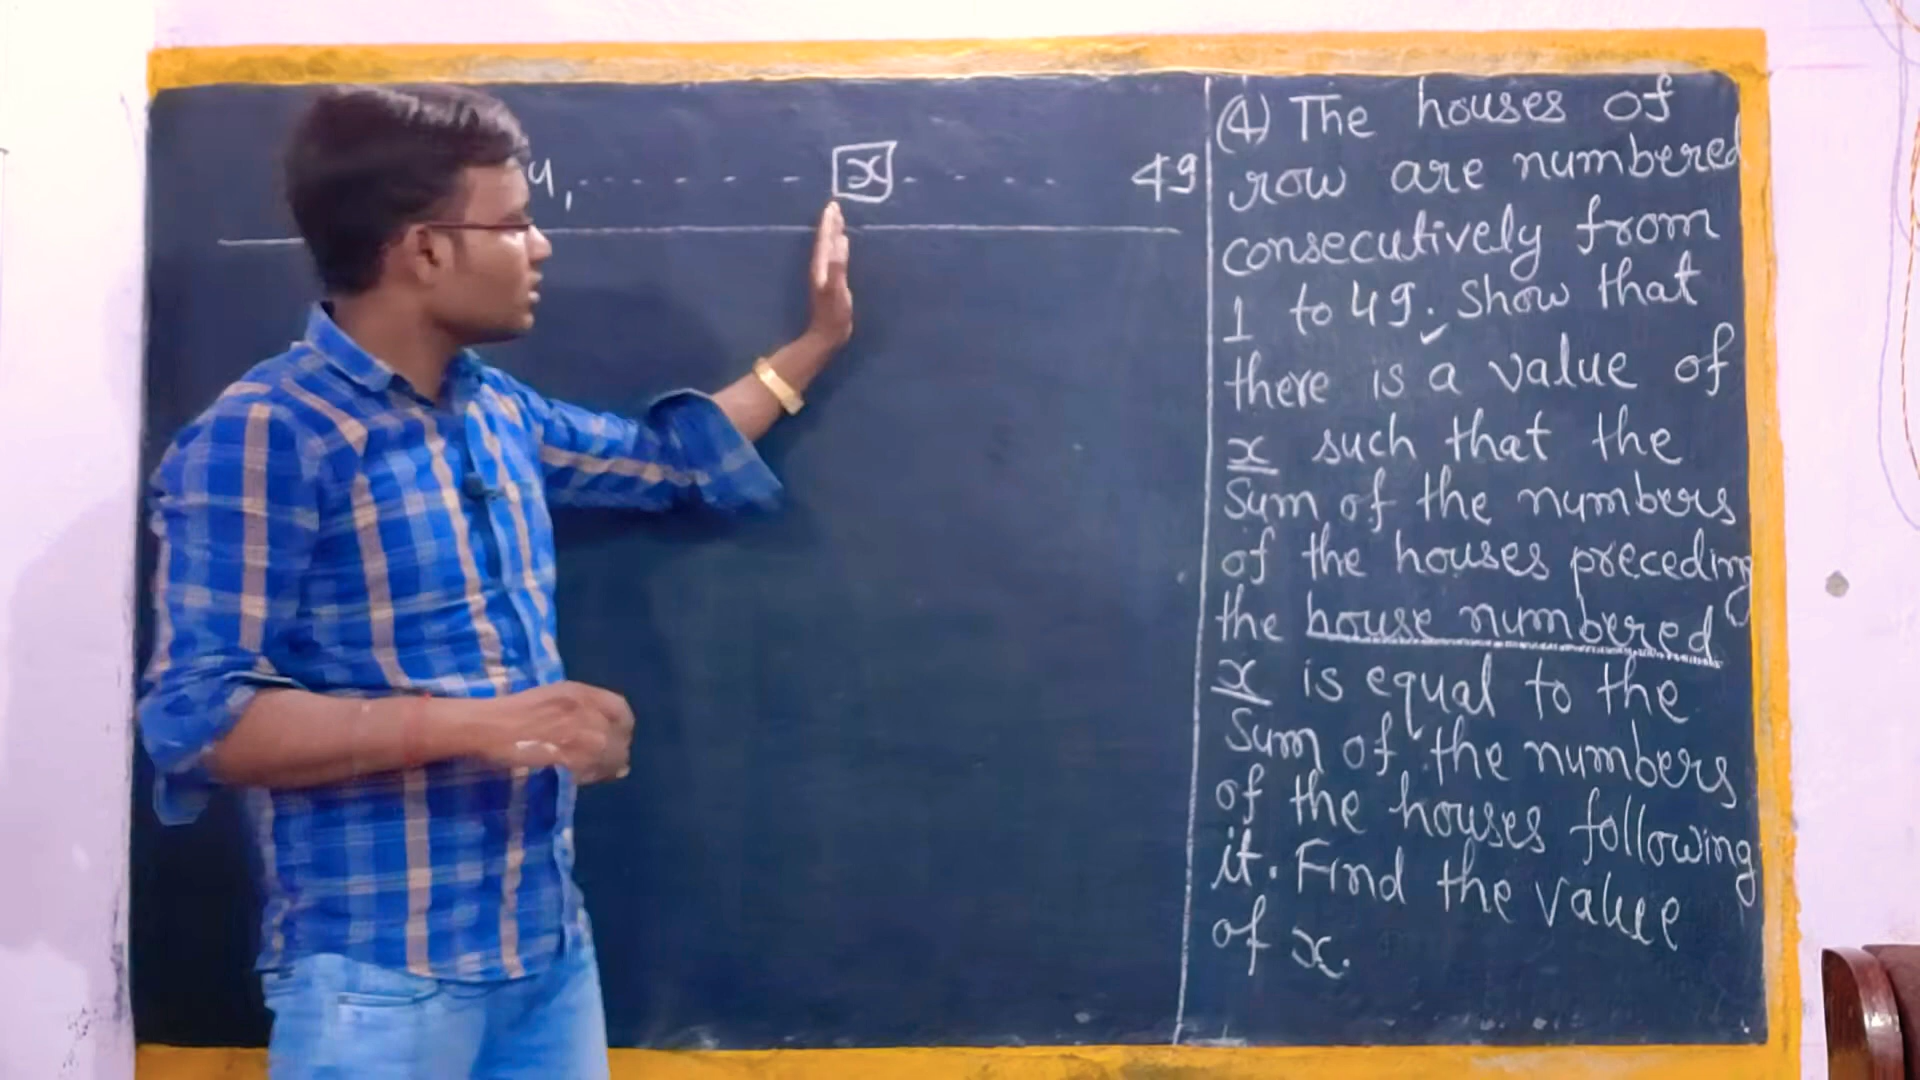 4, ........ x ..... 49
(4) The houses of
row are numbered
consecutively from
1 to 49. Show that
there is a value of
x such that the
Sum of the numbers
of the houses preceding
the house numbered
x is equal to the
Sum of the numbers
of the houses following
it. Find the value
of x.